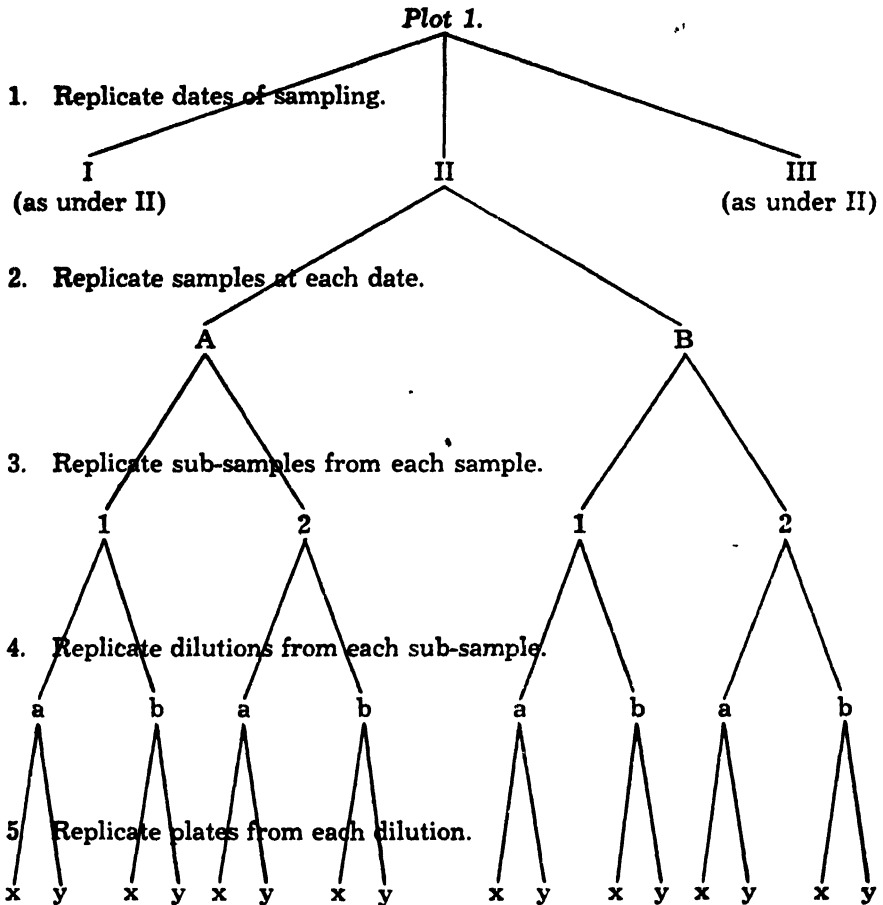 Plot 1.
1. Replicate dates of sampling.
I II III
(as under II) (as under II)
2. Replicate samples at each date.
A B
3. Replicate sub-samples from each sample.
1 2 1 2
4. Replicate dilutions from each sub-sample.
a b a b a b a b
5 Replicate plates from each dilution.
x y x y x y x y x y x y x y x y